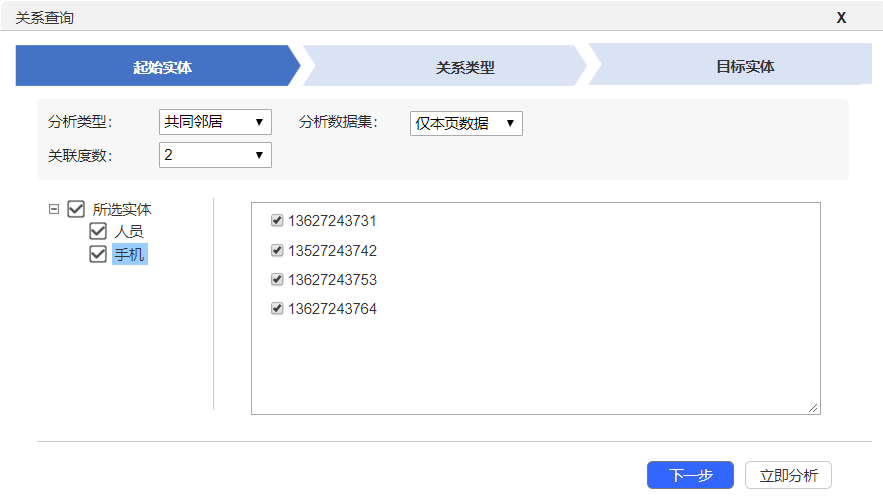 关系查询 X
起始实体 关系类型 目标实体
分析类型： 共同邻居 分析数据集： 仅本页数据
关联度数： 2
所选实体
人员
手机
13627243731
13527243742
13627243753
13627243764
下一步 立即分析